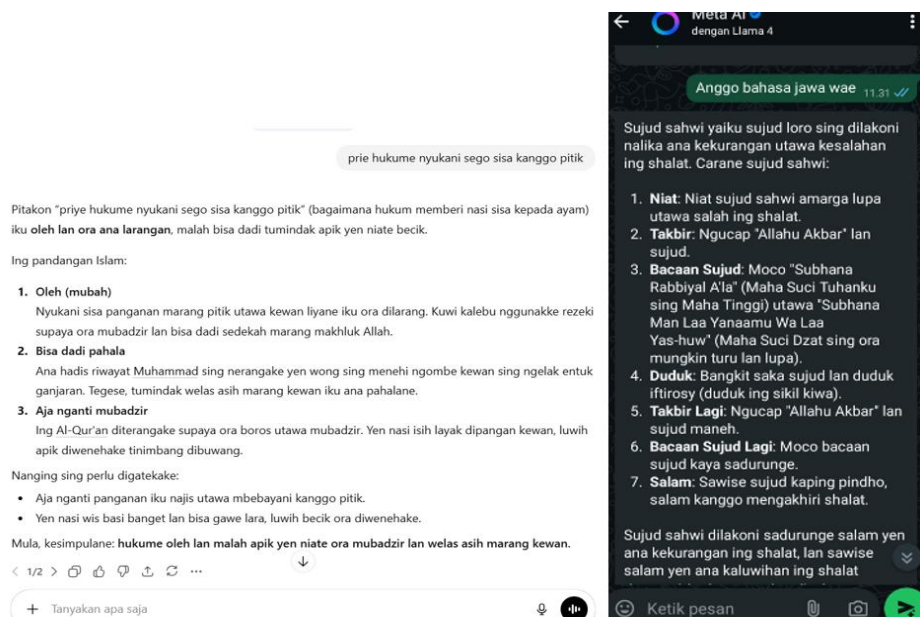 prie hukume nyukani sego sisa kanggo pitik
Pitakon "priye hukume nyukani sego sisa kanggo pitik" (bagaimana hukum memberi nasi sisa kepada ayam)
iku oleh lan ora ana larangan, malah bisa dadi tumindak apik yen niate becik.
Ing pandangan Islam:
1. Oleh (mubah)
Nyukani sisa panganan marang pitik utawa kewan liyane iku ora dilarang. Kuwi kalebu nggunakke rezeki
supaya ora mubadzir lan bisa dadi sedekah marang makhluk Allah.
2. Bisa dadi pahala
Ana hadis riwayat Muhammad sing nerangake yen wong sing menehi ngombe kewan sing ngelak entuk
ganjaran. Tegese, tumindak welas asih marang kewan iku ana pahalane.
3. Aja nganti mubadzir
Ing Al-Qur'an diterangake supaya ora boros utawa mubadzir. Yen nasi isih layak dipangan kewan, luwih
apik diwenehake tinimbang dibuwang.
Nanging sing perlu digatekake:
• Aja nganti panganan iku najis utawa mbebayani kanggo pitik.
• Yen nasi wis basi banget lan bisa gawe lara, luwih becik ora diwenehake.
Mula, kesimpulane: hukume oleh lan malah apik yen niate ora mubadzir lan welas asih marang kewan.
1/2
Tanyakan apa saja
Meta AI
dengan Llama 4
Anggo bahasa jawa wae 11.31
Sujud sahwi yaiku sujud loro sing dilakoni
nalika ana kekurangan utawa kesalahan
ing shalat. Carane sujud sahwi:
1. Niat: Niat sujud sahwi amarga lupa
utawa salah ing shalat.
2. Takbir: Ngucap "Allahu Akbar" lan
sujud.
3. Bacaan Sujud: Moco "Subhana
Rabbiyal A'la" (Maha Suci Tuhanku
sing Maha Tinggi) utawa "Subhana
Man Laa Yanaamu Wa Laa
Yas-huw" (Maha Suci Dzat sing ora
mungkin turu lan lupa).
4. Duduk: Bangkit saka sujud lan duduk
iftirosy (duduk ing sikil kiwa).
5. Takbir Lagi: Ngucap "Allahu Akbar" lan
sujud maneh.
6. Bacaan Sujud Lagi: Moco bacaan
sujud kaya sadurunge.
7. Salam: Sawise sujud kaping pindho,
salam kanggo mengakhiri shalat.
Sujud sahwi dilakoni sadurunge salam yen
ana kekurangan ing shalat, lan sawise
salam yen ana kaluwihan ing shalat
Ketik pesan